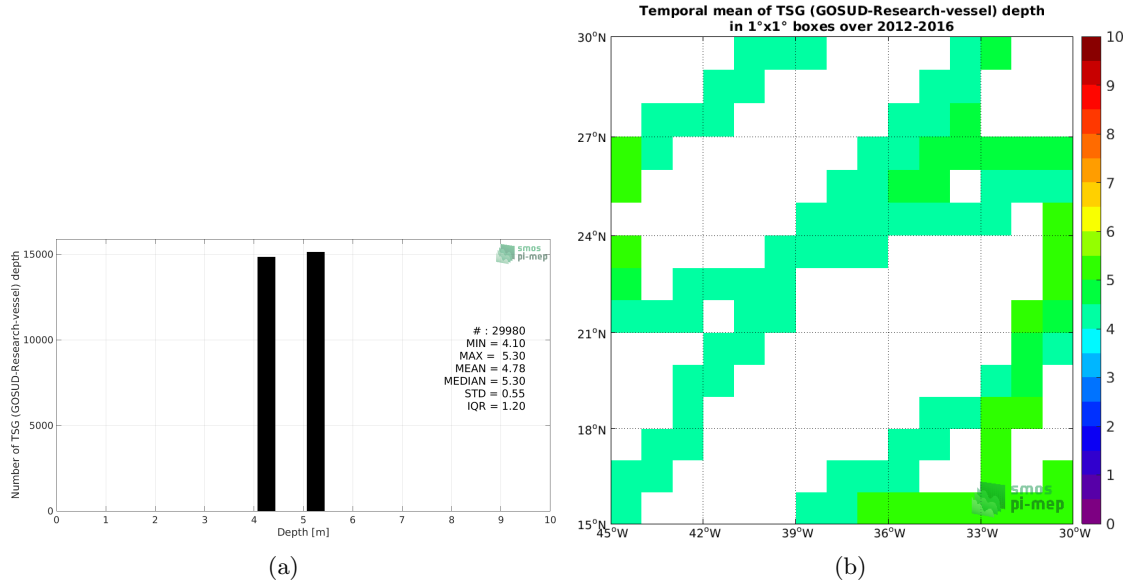 Temporal mean of TSG (GOSUD-Research-vessel) depth
in 1°x1° boxes over 2012-2016
Number of TSG (GOSUD-Research-vessel) depth
15000
10000
5000
0
smos
pi-mep
# : 29980
MIN = 4.10
MAX = 5.30
MEAN = 4.78
MEDIAN = 5.30
STD = 0.55
IQR = 1.20
0 1 2 3 4 5 6 7 8 9 10
Depth [m]
(a)
30°N
27°N
24°N
21°N
18°N
15°N
45°W 42°W 39°W 36°W 33°W 30°W
smos
pi-mep
10
9
8
7
6
5
4
3
2
1
0
(b)